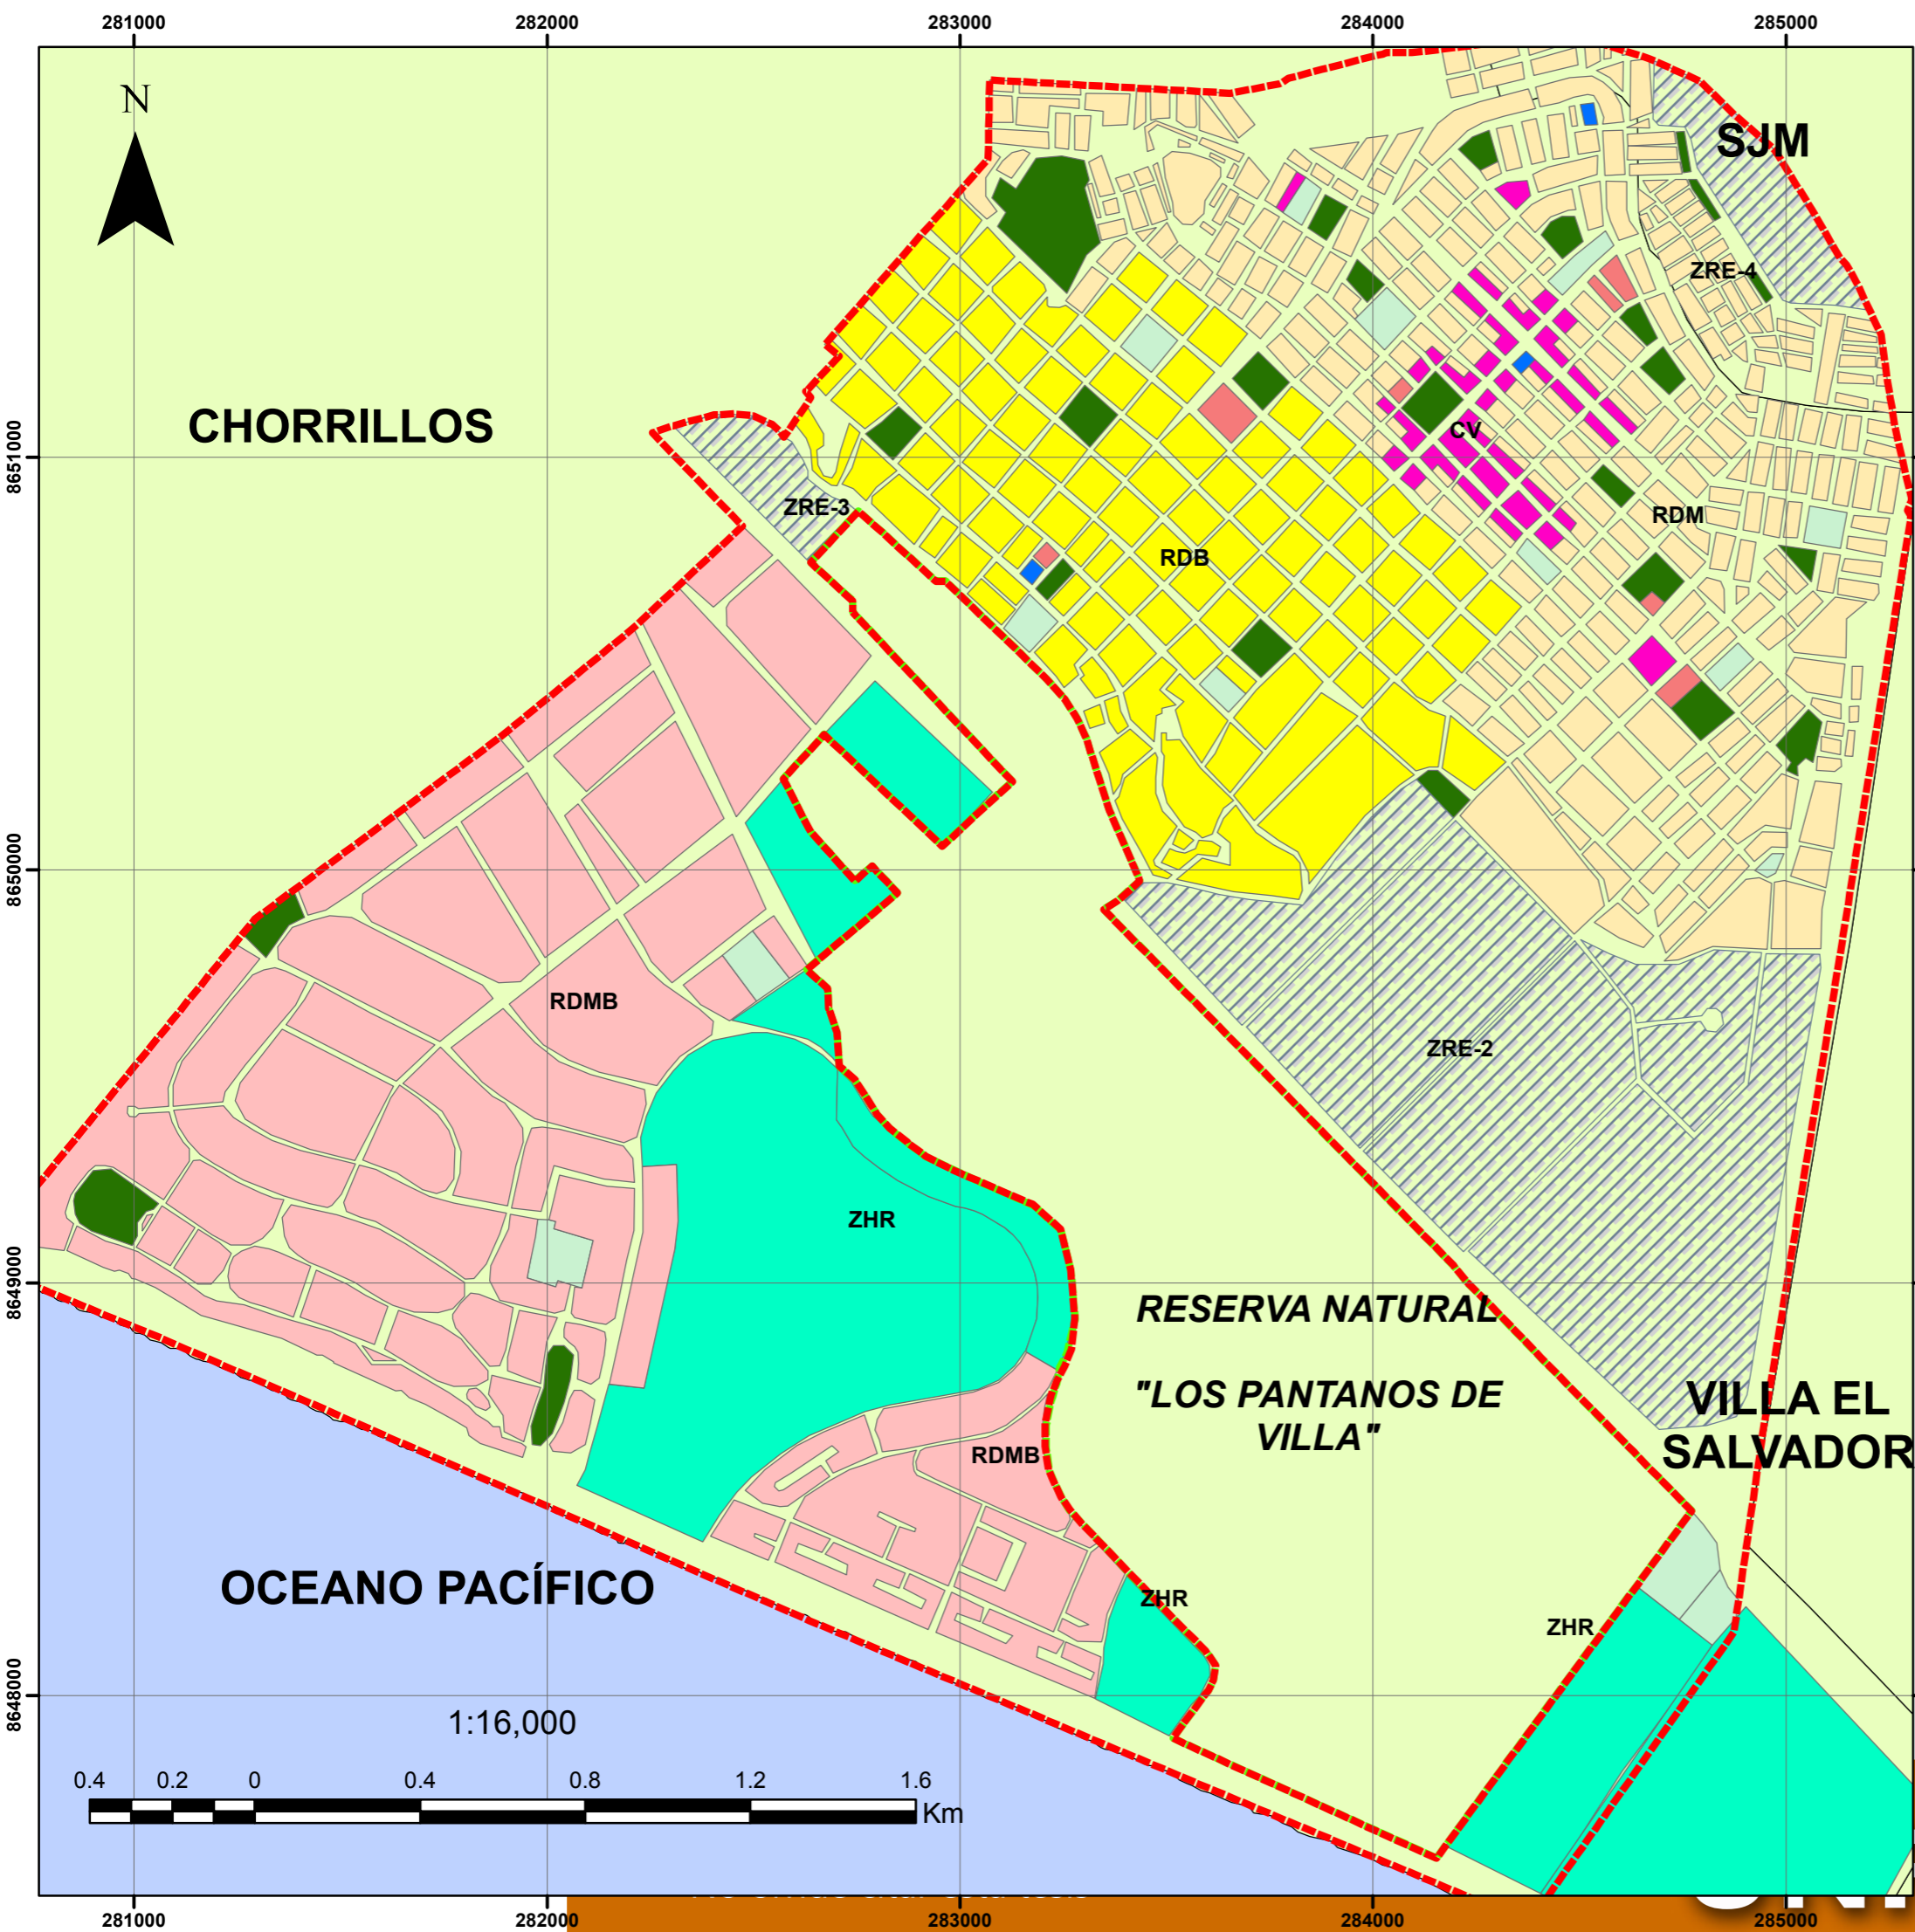 281000 282000 283000 284000 285000
N
SJM
ZRE-4
CHORRILLOS
CV
8651000
ZRE-3
RDM
RDB
8650000
RDMB
ZRE-2
ZHR
8649000
RESERVA NATURAL
"LOS PANTANOS DE
VILLA"
VILLA EL
SALVADOR
RDMB
OCEANO PACÍFICO
ZHR
ZHR
8648000
1:16,000
0.4 0.2 0 0.4 0.8 1.2 1.6
Km
281000 282000 283000 284000 285000